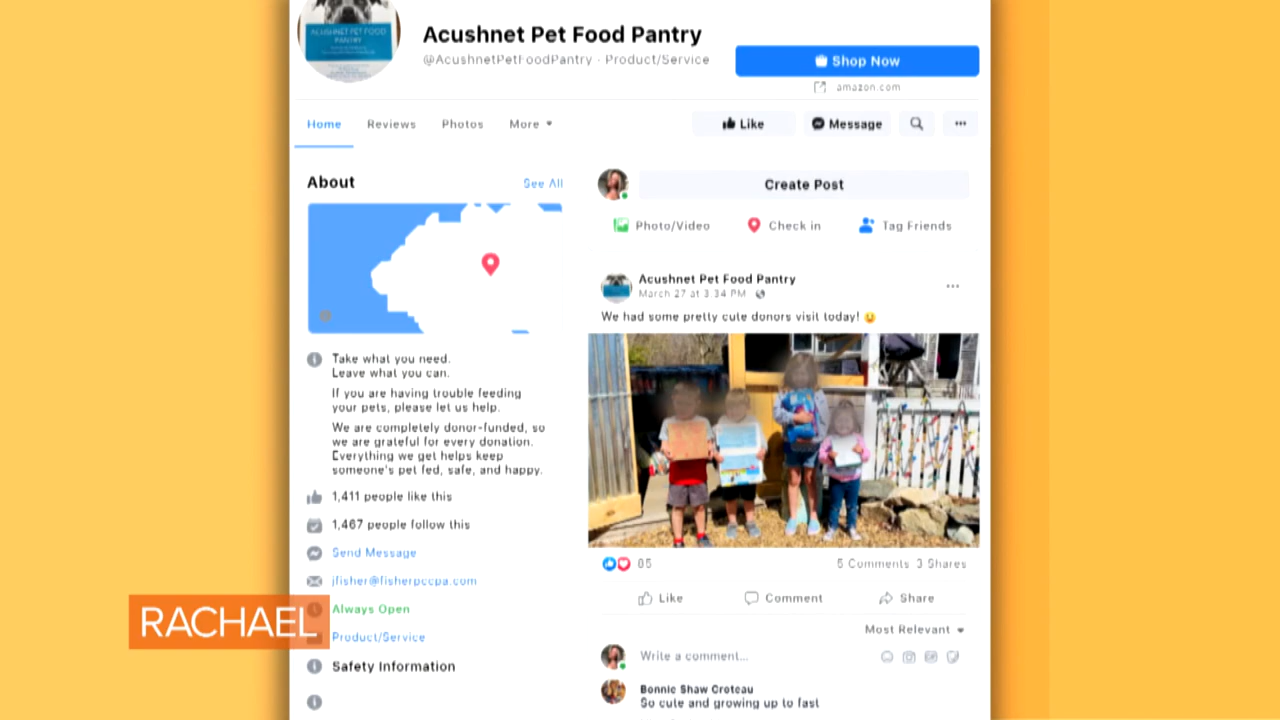 ACUSHNET PET FOOD
PANTRY
Acushnet Pet Food Pantry
@AcushnetPetFoodPantry · Product/Service
Shop Now
amazon.com
Home Reviews Photos More
Like Message
About See All
Take what you need.
Leave what you can.
If you are having trouble feeding
your pets, please let us help.
We are completely donor-funded, so
we are grateful for every donation.
Everything we get helps keep
someone's pet fed, safe, and happy.
1,411 people like this
1,467 people follow this
Send Message
jfisher@fisherpccpa.com
Always Open
Product/Service
Safety Information
Create Post
Photo/Video Check in Tag Friends
Acushnet Pet Food Pantry
March 27 at 3:34 PM
We had some pretty cute donors visit today!
5 Comments 3 Shares
Like Comment Share
Most Relevant
Write a comment...
Bonnie Shaw Croteau
So cute and growing up to fast
RACHAEL